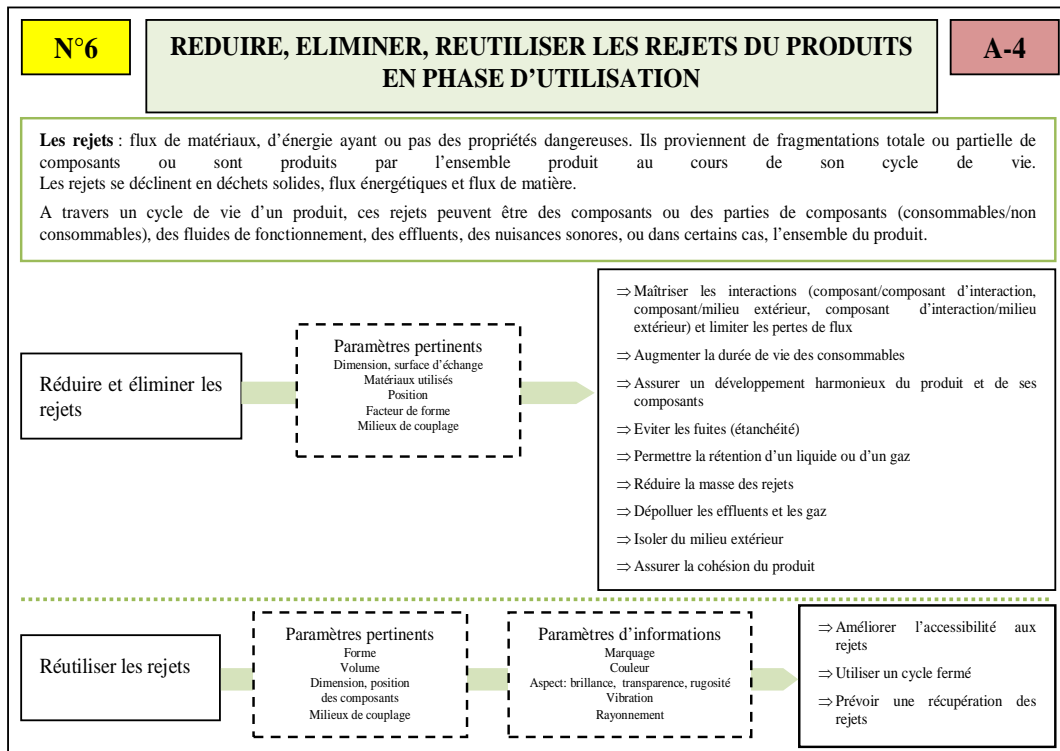 N°6
REDUIRE, ELIMINER, REUTILISER LES REJETS DU PRODUITS
EN PHASE D'UTILISATION
A-4
Les rejets : flux de matériaux, d'énergie ayant ou pas des propriétés dangereuses. Ils proviennent de fragmentations totale ou partielle de
composants ou sont produits par l'ensemble produit au cours de son cycle de vie.
Les rejets se déclinent en déchets solides, flux énergétiques et flux de matière.
A travers un cycle de vie d'un produit, ces rejets peuvent être des composants ou des parties de composants (consommables/non
consommables), des fluides de fonctionnement, des effluents, des nuisances sonores, ou dans certains cas, l'ensemble du produit.
Réduire et éliminer les
rejets
Paramètres pertinents
Dimension, surface d'échange
Matériaux utilisés
Position
Facteur de forme
Milieux de couplage
⇒ Maîtriser les interactions (composant/composant d'interaction,
composant/milieu extérieur, composant d'interaction/milieu
extérieur) et limiter les pertes de flux
⇒ Augmenter la durée de vie des consommables
⇒ Assurer un développement harmonieux du produit et de ses
composants
⇒ Eviter les fuites (étanchéité)
⇒ Permettre la rétention d'un liquide ou d'un gaz
⇒ Réduire la masse des rejets
⇒ Dépolluer les effluents et les gaz
⇒ Isoler du milieu extérieur
⇒ Assurer la cohésion du produit
Réutiliser les rejets
Paramètres pertinents
Forme
Volume
Dimension, position
des composants
Milieux de couplage
Paramètres d'informations
Marquage
Couleur
Aspect: brillance, transparence, rugosité
Vibration
Rayonnement
⇒ Améliorer l'accessibilité aux
rejets
⇒ Utiliser un cycle fermé
⇒ Prévoir une récupération des
rejets